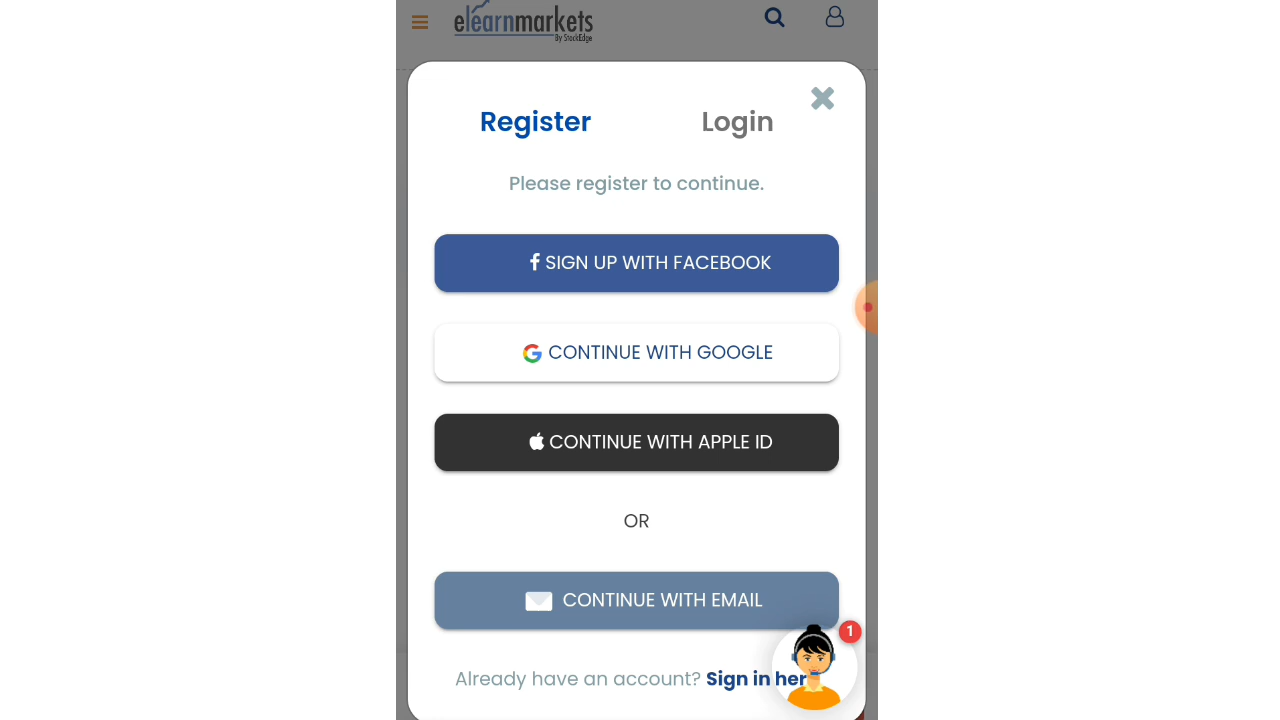 elearnmarkets
By StockEdge
Register
Login
Please register to continue.
f SIGN UP WITH FACEBOOK
G CONTINUE WITH GOOGLE
CONTINUE WITH APPLE ID
OR
CONTINUE WITH EMAIL
1
Already have an account? Sign in her